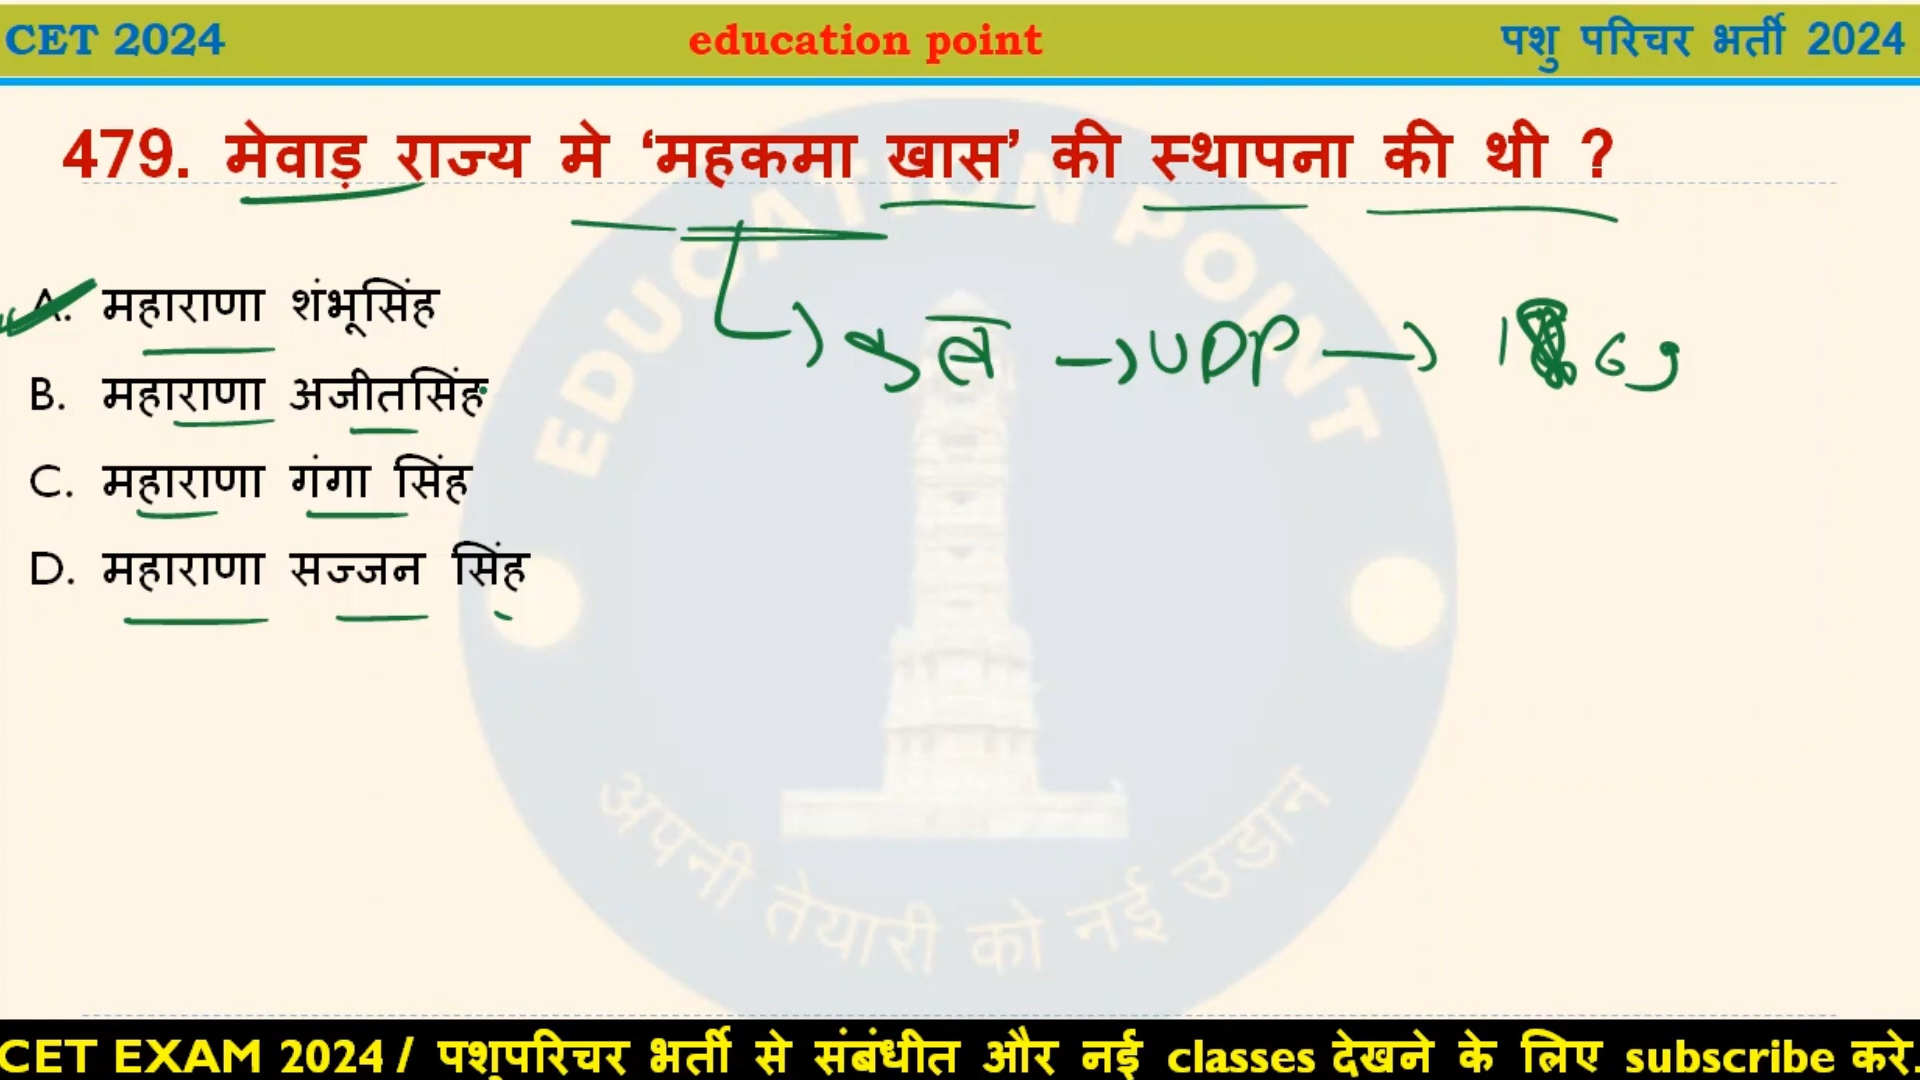 CET 2024 education point पशु परिचर भर्ती 2024
479. मेवाड़ राज्य मे ‘महकमा खास’ की स्थापना की थी ?
A. महाराणा शंभूसिंह
B. महाराणा अजीतसिंह
C. महाराणा गंगा सिंह
D. महाराणा सज्जन सिंह
UDP
EDUCATION POINT
अपनी तैयारी को नई उडान
CET EXAM 2024 / पशुपरिचर भर्ती से संबंधीत और नई classes देखने के लिए subscribe करे.